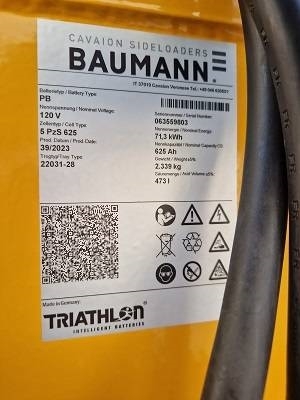 CAVAION SIDELOADERS
BAUMANN
IT 37010 Cavaion Veronese Tel.
Batterietyp / Battery Type
PB
Nennspannung / Nominal Voltage:
120 V
Zellentyp / Cell Type
5 PzS 625
Prod. Datum / Prod Date:
39/2023
Trogtyp/Tray Type
22031-28
Seriennummer / Serial Number:
063559803
Nennenergie / Nominal Energy
71,3 kWh
Nennkapazität / Nominal Capacity C5
625 Ah
Gewicht / Weight ±5%:
2.339 kg
Säuremenge / Acid Volume ±5%:
473 l
Pb
Made in Germany
TRIATHLON®
INTELLIGENT BATTERIES